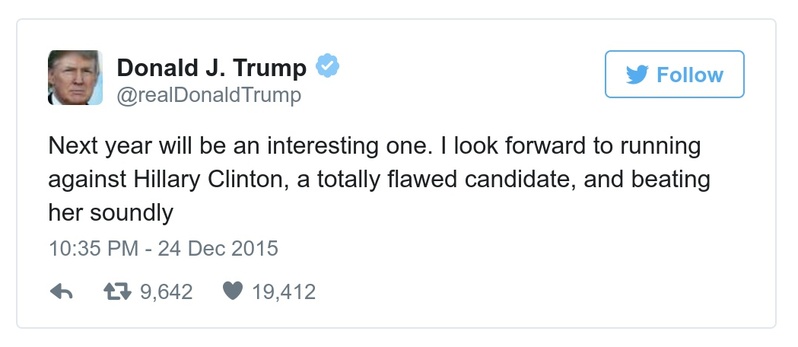 Donald J. Trump
@realDonaldTrump
Follow
Next year will be an interesting one. I look forward to running
against Hillary Clinton, a totally flawed candidate, and beating
her soundly
10:35 PM - 24 Dec 2015
9,642 19,412